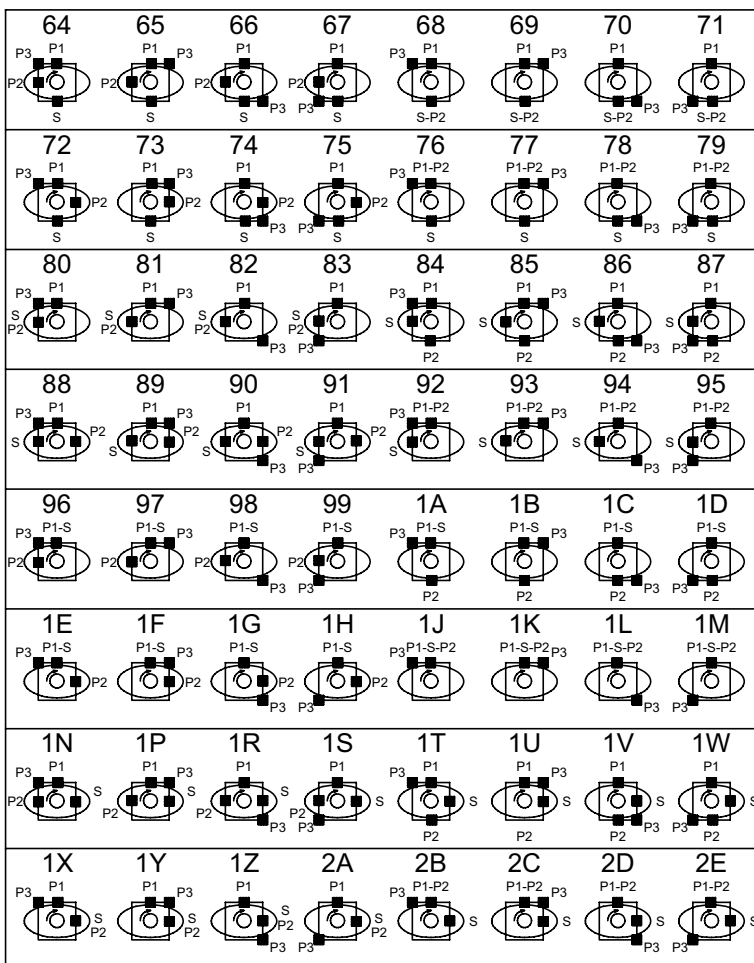 64 65 66 67 68 69 70 71
P3 P1 P1 P3 P1 P1 P3 P1 P1 P3 P1 P1
P2 P2 P2 P2
S S S P3 P3 S S-P2 S-P2 S-P2 P3 P3 S-P2
72 73 74 75 76 77 78 79
P3 P1 P1 P3 P1 P1 P3 P1-P2 P1-P2 P3 P1-P2 P1-P2
P2 P2 P2 P2
S S S P3 P3 S S S S P3 P3 S
80 81 82 83 84 85 86 87
P3 P1 P1 P3 P1 P1 P3 P1 P1 P3 P1 P1
S S S S S S S S
P2 P2 P2 P2
P3 P3 P2 P2 P2 P3 P3 P2
88 89 90 91 92 93 94 95
P3 P1 P1 P3 P1 P1 P3 P1-P2 P1-P2 P3 P1-P2 P1-P2
P2 P2 P2 P2
S S S S S S S S
P3 P3 P3 P3
96 97 98 99 1A 1B 1C 1D
P3 P1-S P1-S P3 P1-S P1-S P3 P1-S P1-S P3 P1-S P1-S
P2 P2 P2 P2
P3 P3 P2 P2 P2 P3 P3 P2
1E 1F 1G 1H 1J 1K 1L 1M
P3 P1-S P1-S P3 P1-S P1-S P3 P1-S-P2 P1-S-P2 P3 P1-S-P2 P1-S-P2
P2 P2 P2 P2
P3 P3 P3 P3
1N 1P 1R 1S 1T 1U 1V 1W
P3 P1 P1 P3 P1 P1 P3 P1 P1 P3 P1 P1
P2 S P2 S P2 S P2 S S S S S
P3 P3 P2 P2 P2 P3 P3 P2
1X 1Y 1Z 2A 2B 2C 2D 2E
P3 P1 P1 P3 P1 P1 P3 P1-P2 P1-P2 P3 P1-P2 P1-P2
S S S S S S S S
P2 P2 P2 P2
P3 P3 P3 P3